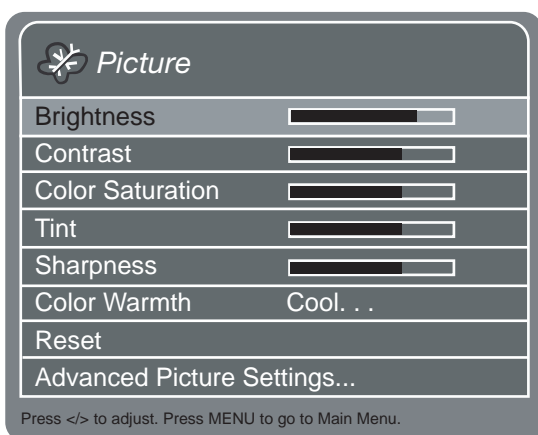 Picture
Brightness
Contrast
Color Saturation
Tint
Sharpness
Color Warmth Cool. . .
Reset
Advanced Picture Settings...
Press </> to adjust. Press MENU to go to Main Menu.